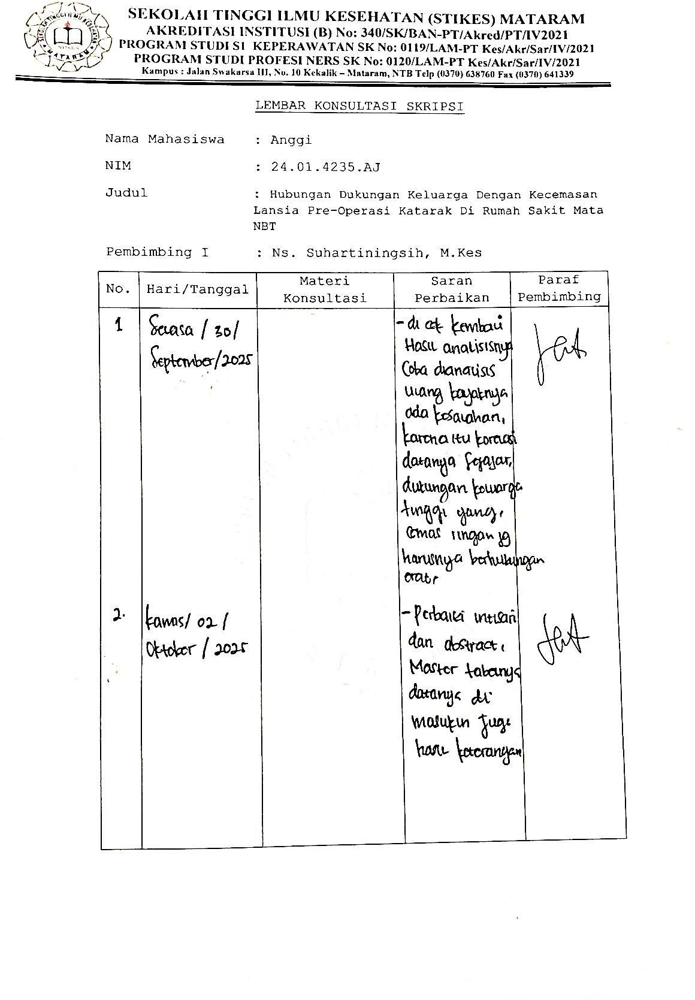 SEKOLAH TINGGI ILMU KESEHATAN (STIKES) MATARAM
AKREDITASI INSTITUSI (B) No: 340/SK/BAN-PT/Akred/PT/IV2021
PROGRAM STUDI S1 KEPERAWATAN SK No: 0119/LAM-PT Kes/Akr/Sar/IV/2021
PROGRAM STUDI PROFESI NERS SK No: 0120/LAM-PT Kes/Akr/Sar/IV/2021
Kampus : Jalan Swakarsa III, No. 10 Kekalik – Mataram, NTB Telp (0370) 638760 Fax (0370) 641339
LEMBAR KONSULTASI SKRIPSI
Nama Mahasiswa : Anggi
NIM : 24.01.4235.AJ
Judul : Hubungan Dukungan Keluarga Dengan Kecemasan
Lansia Pre-Operasi Katarak Di Rumah Sakit Mata
NBT
Pembimbing I : Ns. Suhartiningsih, M.Kes
No. Hari/Tanggal Materi Konsultasi Saran Perbaikan Paraf Pembimbing
1 Selasa / 30 /
September/2025
- di cek kembali
Hasil analisisnya
Coba dianalisis
ulang kayaknya
ada kesalahan,
karena itu korelasi
datanya sejajar,
dukungan keluarga
tinggi yang,
cemas ringan jg
harusnya berhubungan
erat
2. Kamis/ 02 /
Oktober / 2025
- Perbaiki intisari
dan abstract,
Master tabelnya
datanya di
masukin juga
hasil keterangan